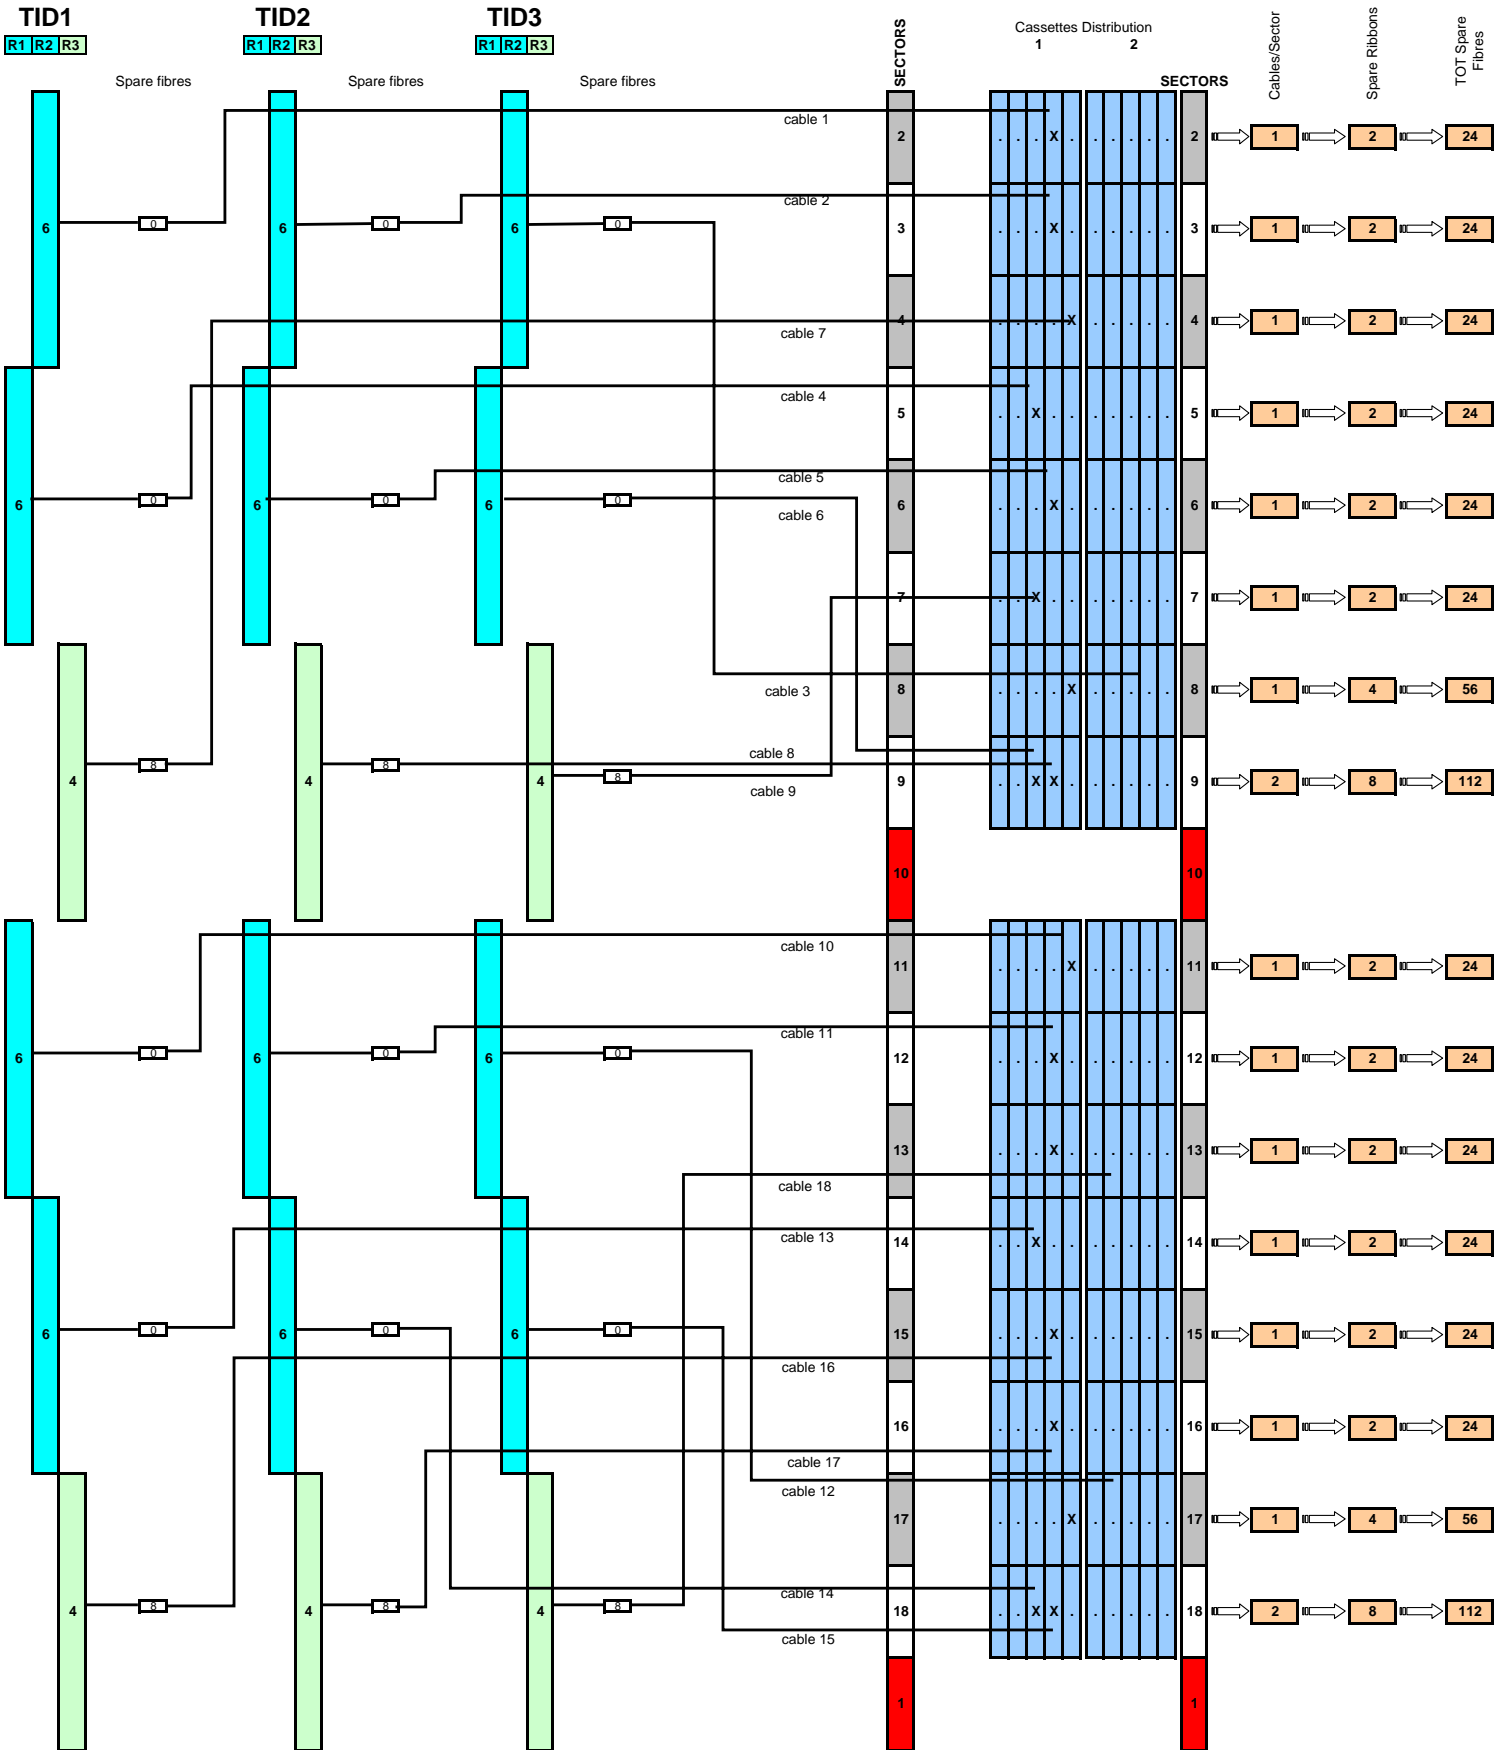 TID1 TID2 TID3
R1 R2 R3 R1 R2 R3 R1 R2 R3
Spare fibres Spare fibres Spare fibres
SECTORS
Cassettes Distribution
1 2
SECTORS
Cables/Sector
Spare Ribbons
TOT Spare
Fibres
cable 1
2 . . . X . . . . . . 2 1 2 24
cable 2
6 0 6 0 6 0 3 . . . X . . . . . . 3 1 2 24
4 . . . . X . . . . . 4 1 2 24
cable 7
cable 4
5 . . X . . . . . . . 5 1 2 24
cable 5
6 0 6 0 6 0 6 . . . X . . . . . . 6 1 2 24
cable 6
7 . . X . . . . . . . 7 1 2 24
cable 3
8 . . . . X . . . . . 8 1 4 56
cable 8
4 8 4 8 4 8 9 . . X X . . . . . . 9 2 8 112
cable 9
10 10
cable 10
11 . . . . X . . . . . 11 1 2 24
cable 11
6 0 6 0 6 0 12 . . . X . . . . . . 12 1 2 24
13 . . . X . . . . . . 13 1 2 24
cable 18
cable 13
14 . . X . . . . . . . 14 1 2 24
6 0 6 0 6 0 15 . . . X . . . . . . 15 1 2 24
cable 16
16 . . . X . . . . . . 16 1 2 24
cable 17
cable 12
17 . . . . X . . . . . 17 1 4 56
cable 14
4 8 4 8 4 8 18 . . X X . . . . . . 18 2 8 112
cable 15
1 1